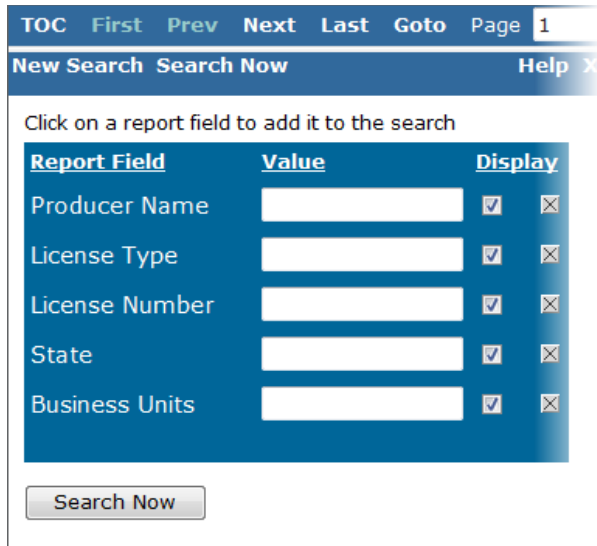 TOC First Prev Next Last Goto Page 1
New Search Search Now Help X
Click on a report field to add it to the search
Report Field Value Display
Producer Name
License Type
License Number
State
Business Units
Search Now